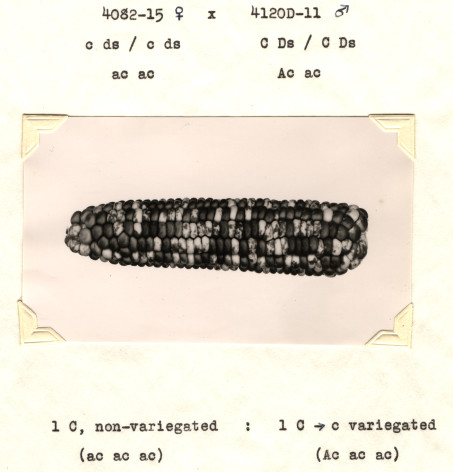 4082-15 ♀ x 4120D-11 ♂
c ds / c ds C Ds / C Ds
ac ac Ac ac
1 C, non-variegated : 1 C → c variegated
(ac ac ac) (Ac ac ac)